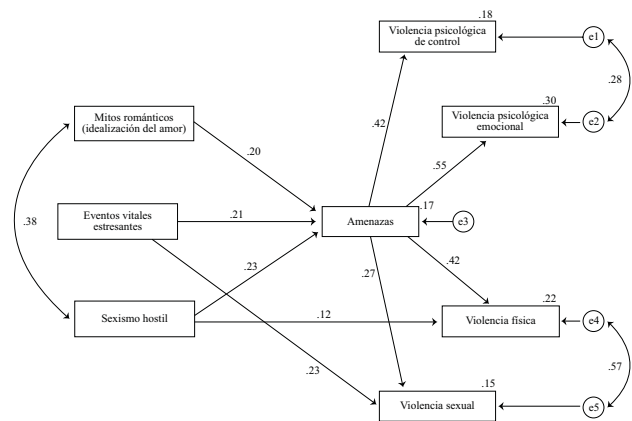 .18
Violencia psicológica
de control
e1
.28
.30
Violencia psicológica
emocional
e2
Mitos románticos
(idealización del amor)
.42
.20
.55
.17
Eventos vitales
estresantes
.21
Amenazas
e3
.38
.23
.27
.42
.22
Sexismo hostil
.12
Violencia física
e4
.23
.57
.15
Violencia sexual
e5